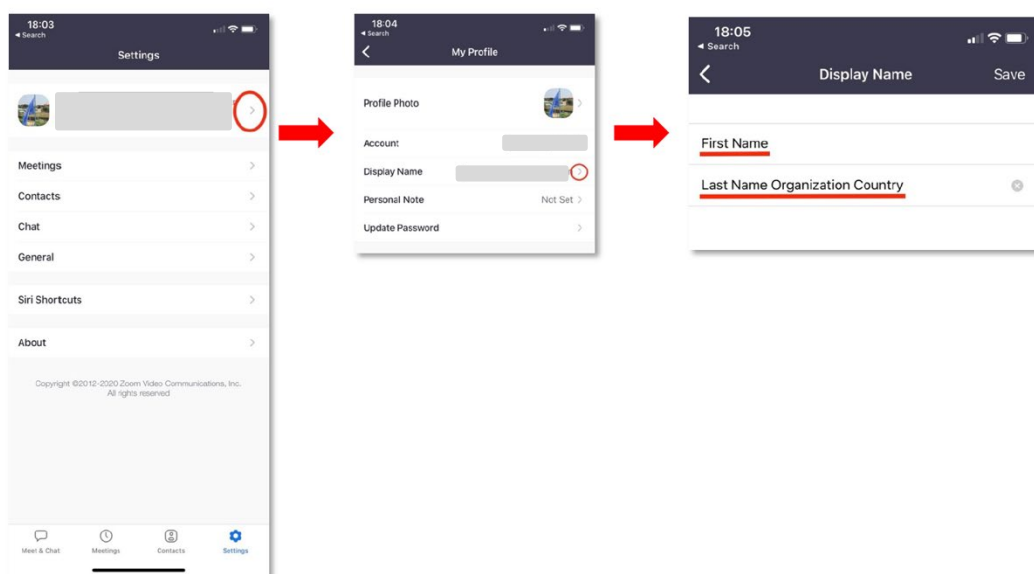 18:03
Search
Settings
Meetings
Contacts
Chat
General
Siri Shortcuts
About
Copyright ©2012-2020 Zoom Video Communications, Inc.
All rights reserved
Meet & Chat
Meetings
Contacts
Settings
18:04
Search
My Profile
Profile Photo
Account
Display Name
Personal Note Not Set
Update Password
18:05
Search
Display Name Save
First Name
Last Name Organization Country